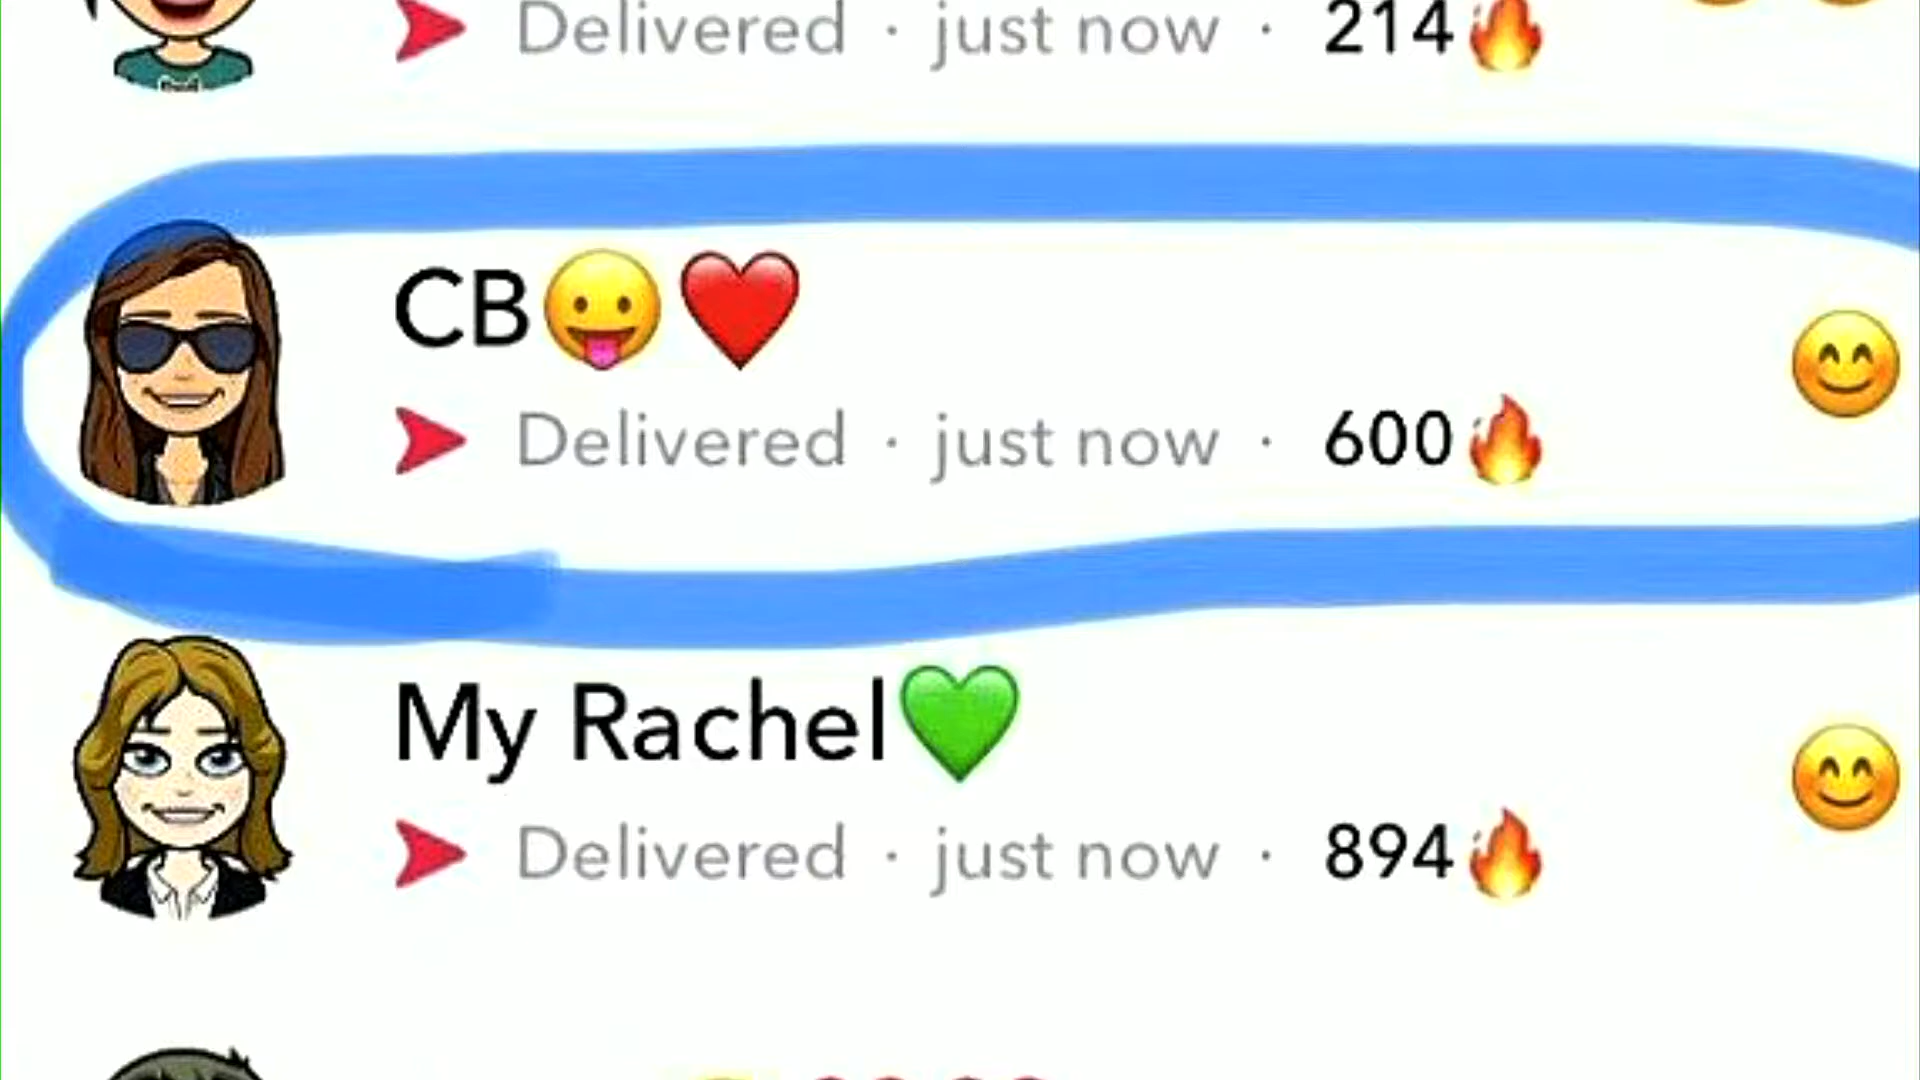 Delivered · just now · 214🔥
CB😛❤️
Delivered · just now · 600🔥
My Rachel💚
Delivered · just now · 894🔥